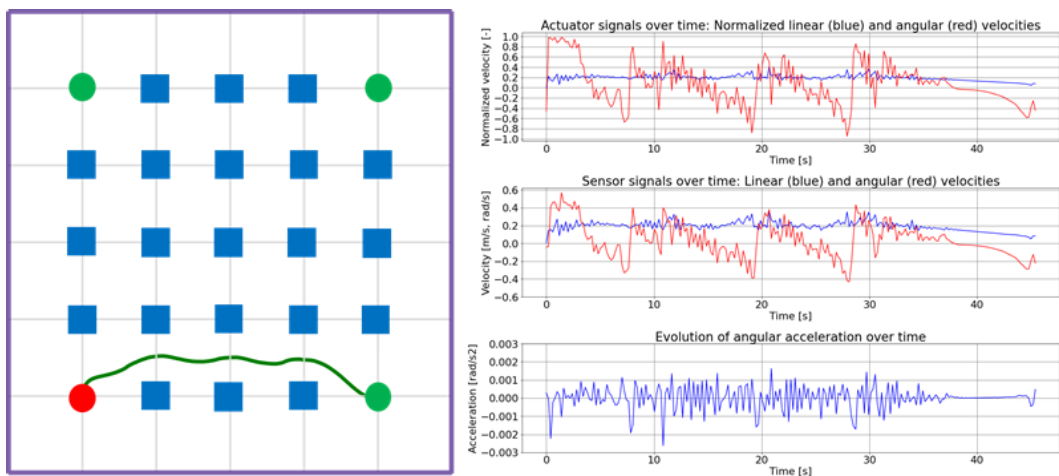 Actuator signals over time: Normalized linear (blue) and angular (red) velocities
Normalized velocity [-]
1.0
0.8
0.6
0.4
0.2
0.0
−0.2
−0.4
−0.6
−0.8
−1.0
0 10 20 30 40
Time [s]
Sensor signals over time: Linear (blue) and angular (red) velocities
Velocity [m/s, rad/s]
0.6
0.4
0.2
0.0
−0.2
−0.4
−0.6
0 10 20 30 40
Time [s]
Evolution of angular acceleration over time
Acceleration [rad/s2]
0.003
0.002
0.001
0.000
−0.001
−0.002
−0.003
0 10 20 30 40
Time [s]